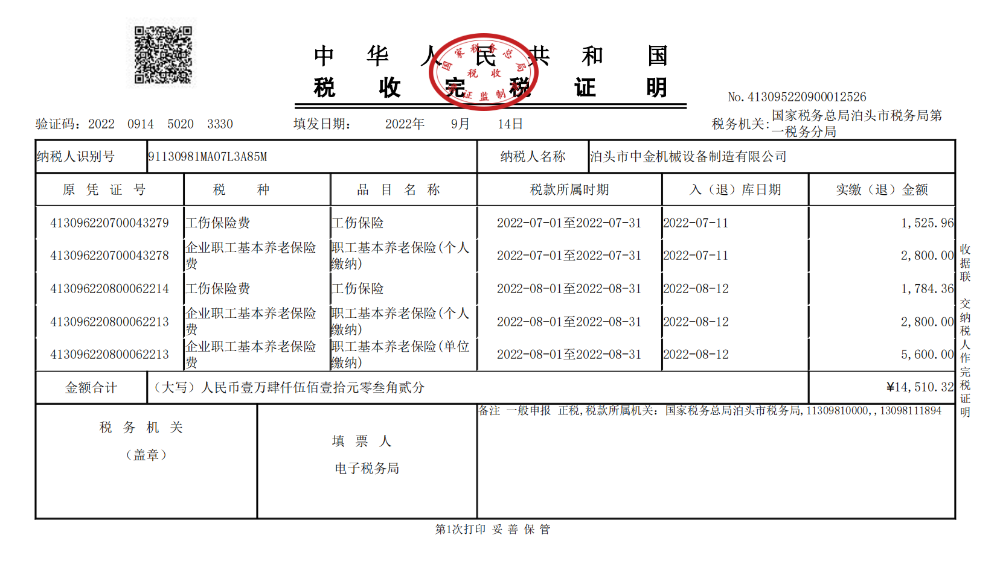 中 华 人 民 共 和 国
税 收 完 税 证 明
国家税务总局
税收
证监制
No.413095220900012526
验证码：2022 0914 5020 3330
填发日期： 2022年 9月 14日
税务机关：国家税务总局泊头市税务局第
一税务分局
纳税人识别号 91130981MA07L3A85M 纳税人名称 泊头市中金机械设备制造有限公司
原 凭 证 号 税 种 品 目 名 称 税款所属时期 入（退）库日期 实缴（退）金额
413096220700043279 工伤保险费 工伤保险 2022-07-01至2022-07-31 2022-07-11 1,525.96
413096220700043278 企业职工基本养老保险费 职工基本养老保险(个人缴纳) 2022-07-01至2022-07-31 2022-07-11 2,800.00
413096220800062214 工伤保险费 工伤保险 2022-08-01至2022-08-31 2022-08-12 1,784.36
413096220800062213 企业职工基本养老保险费 职工基本养老保险(个人缴纳) 2022-08-01至2022-08-31 2022-08-12 2,800.00
413096220800062213 企业职工基本养老保险费 职工基本养老保险(单位缴纳) 2022-08-01至2022-08-31 2022-08-12 5,600.00
金额合计 （大写）人民币壹万肆仟伍佰壹拾元零叁角贰分 ¥14,510.32
税 务 机 关
（盖章）
填 票 人
电子税务局
备注 一般申报 正税,税款所属机关：国家税务总局泊头市税务局,11309810000,,13098111894
收据联 交纳税人作完税证明
第1次打印 妥 善 保 管